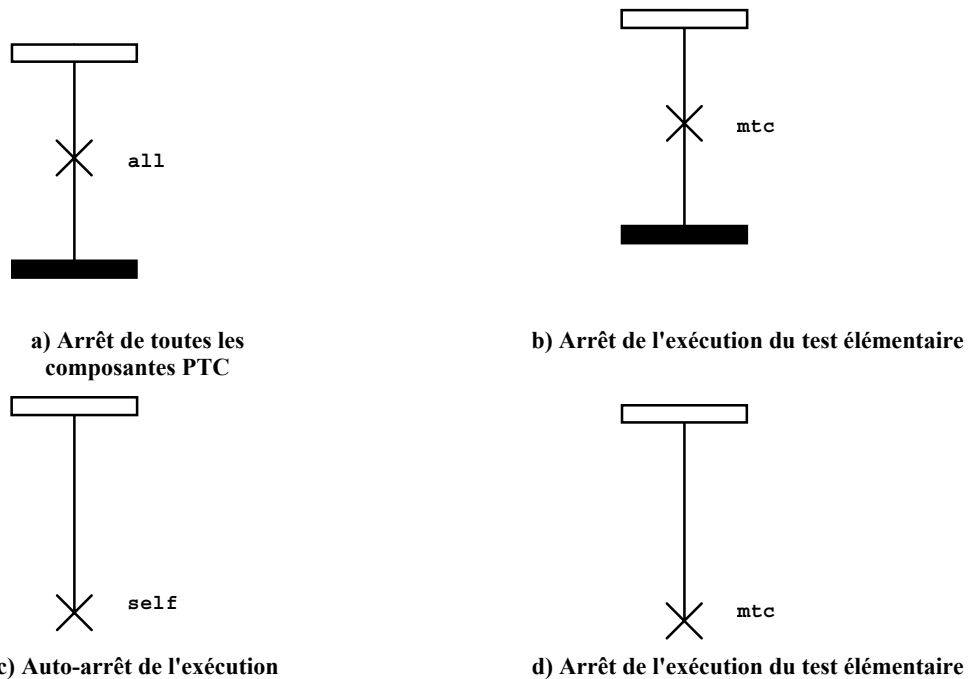 all
mtc
a) Arrêt de toutes les
composantes PTC
b) Arrêt de l'exécution du test élémentaire
self
mtc
c) Auto-arrêt de l'exécution
d) Arrêt de l'exécution du test élémentaire